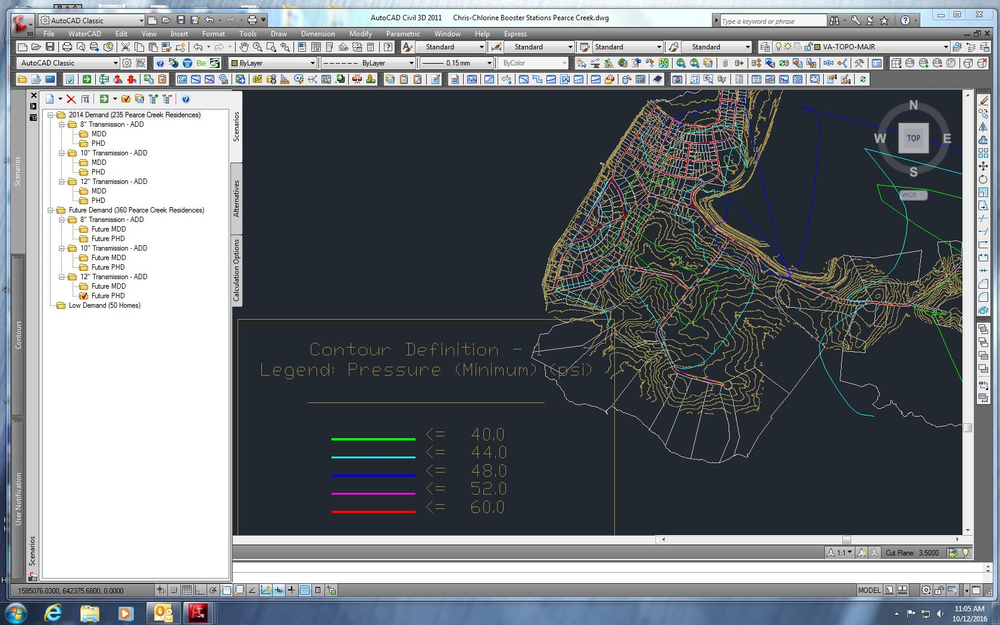 AutoCAD Classic
AutoCAD Civil 3D 2011 Chris-Chlorine Booster Stations Pearce Creek.dwg
Type a keyword or phrase
3D
File WaterCAD Edit View Insert Format Tools Draw Dimension Modify Parametric Window Help Express
Standard Standard Standard Standard VA-TOPO-MAJR
AutoCAD Classic Be ByLayer ByLayer 0.15 mm ByColor
2014 Demand (235 Pearce Creek Residences)
8" Transmission - ADD
MDD
PHD
10" Transmission - ADD
MDD
PHD
12" Transmission - ADD
MDD
PHD
Future Demand (360 Pearce Creek Residences)
8" Transmission - ADD
Future MDD
Future PHD
10" Transmission - ADD
Future MDD
Future PHD
12" Transmission - ADD
Future MDD
Future PHD
Low Demand (50 Homes)
Scenarios
Alternatives
Calculation Options
Scenarios
Contours
User Notification
Scenarios
N
W TOP E
S
WCS
Contour Definition - 1
Legend: Pressure (Minimum) (psi)
<= 40.0
<= 44.0
<= 48.0
<= 52.0
<= 60.0
ABC
1:1 Cut Plane: 3.5000
1585076.0300, 642375.6800, 0.0000
MODEL
11:05 AM
10/12/2016